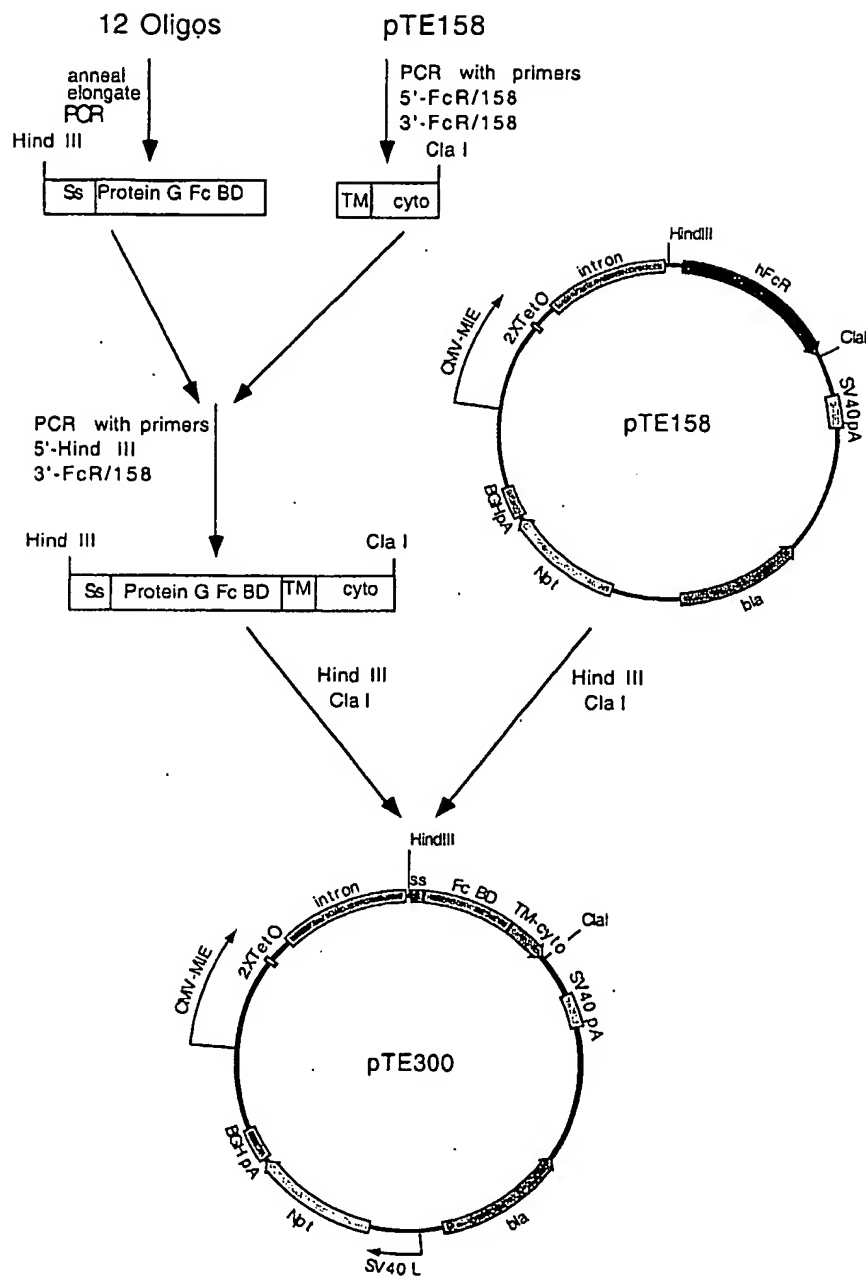 12 Oligos
pTE158
anneal
elongate
PCR
PCR with primers
5'-FcR/158
3'-FcR/158
Hind III
Cla I
Ss
Protein G Fc BD
TM
cyto
HindIII
intron
hFcR
2XTetO
ClaI
CMV-MIE
SV40pA
pTE158
BGHpA
Npt
bla
PCR with primers
5'-Hind III
3'-FcR/158
Hind III
Cla I
Ss
Protein G Fc BD
TM
cyto
Hind III
Cla I
Hind III
Cla I
HindIII
ss
Fc BD
intron
TM-cyto
ClaI
2XTetO
CMV-MIE
SV40 pA
pTE300
BGHpA
Npt
bla
SV40 L